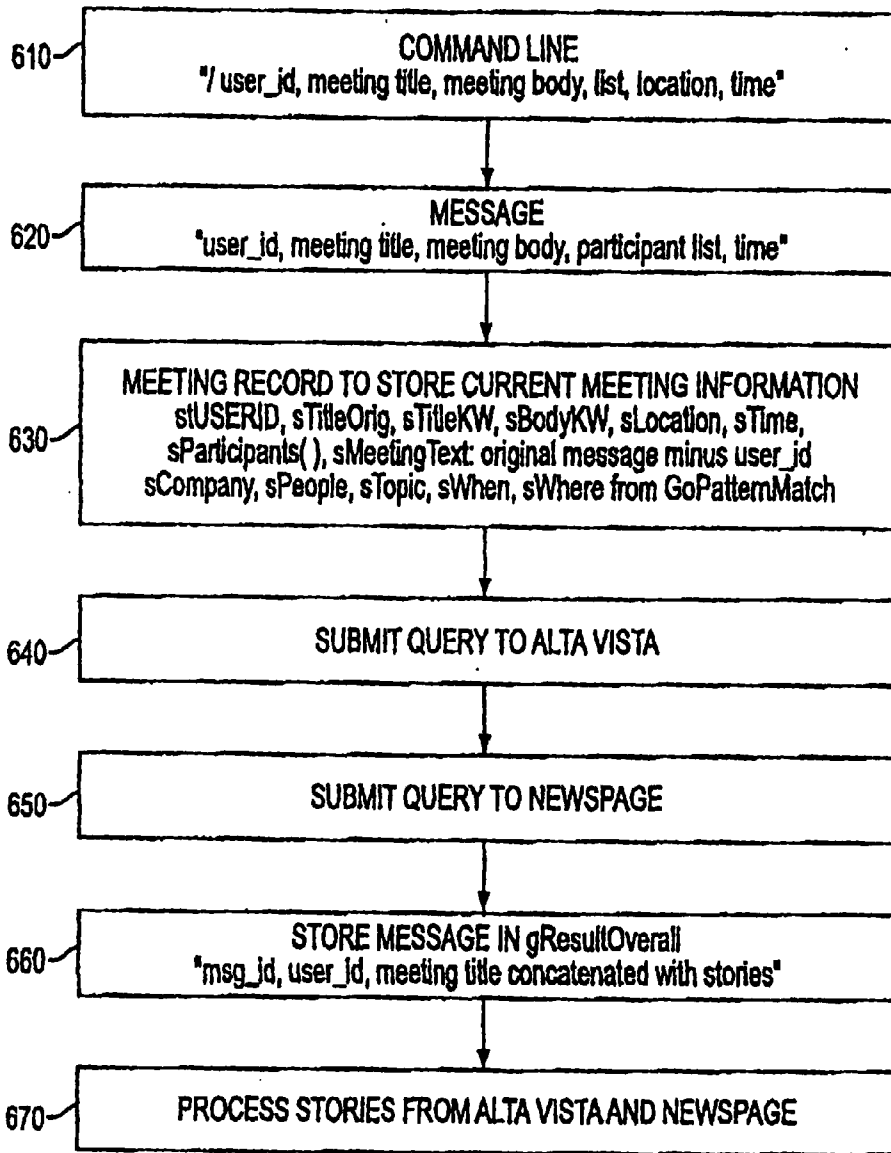 610
COMMAND LINE
"/ user_id, meeting title, meeting body, list, location, time"
620
MESSAGE
"user_id, meeting title, meeting body, participant list, time"
630
MEETING RECORD TO STORE CURRENT MEETING INFORMATION
stUSERID, sTitleOrig, sTitleKW, sBodyKW, sLocation, sTime,
sParticipants( ), sMeetingText: original message minus user_id
sCompany, sPeople, sTopic, sWhen, sWhere from GoPatternMatch
640
SUBMIT QUERY TO ALTA VISTA
650
SUBMIT QUERY TO NEWSPAGE
660
STORE MESSAGE IN gResultOverall
"msg_id, user_id, meeting title concatenated with stories"
670
PROCESS STORIES FROM ALTA VISTA AND NEWSPAGE